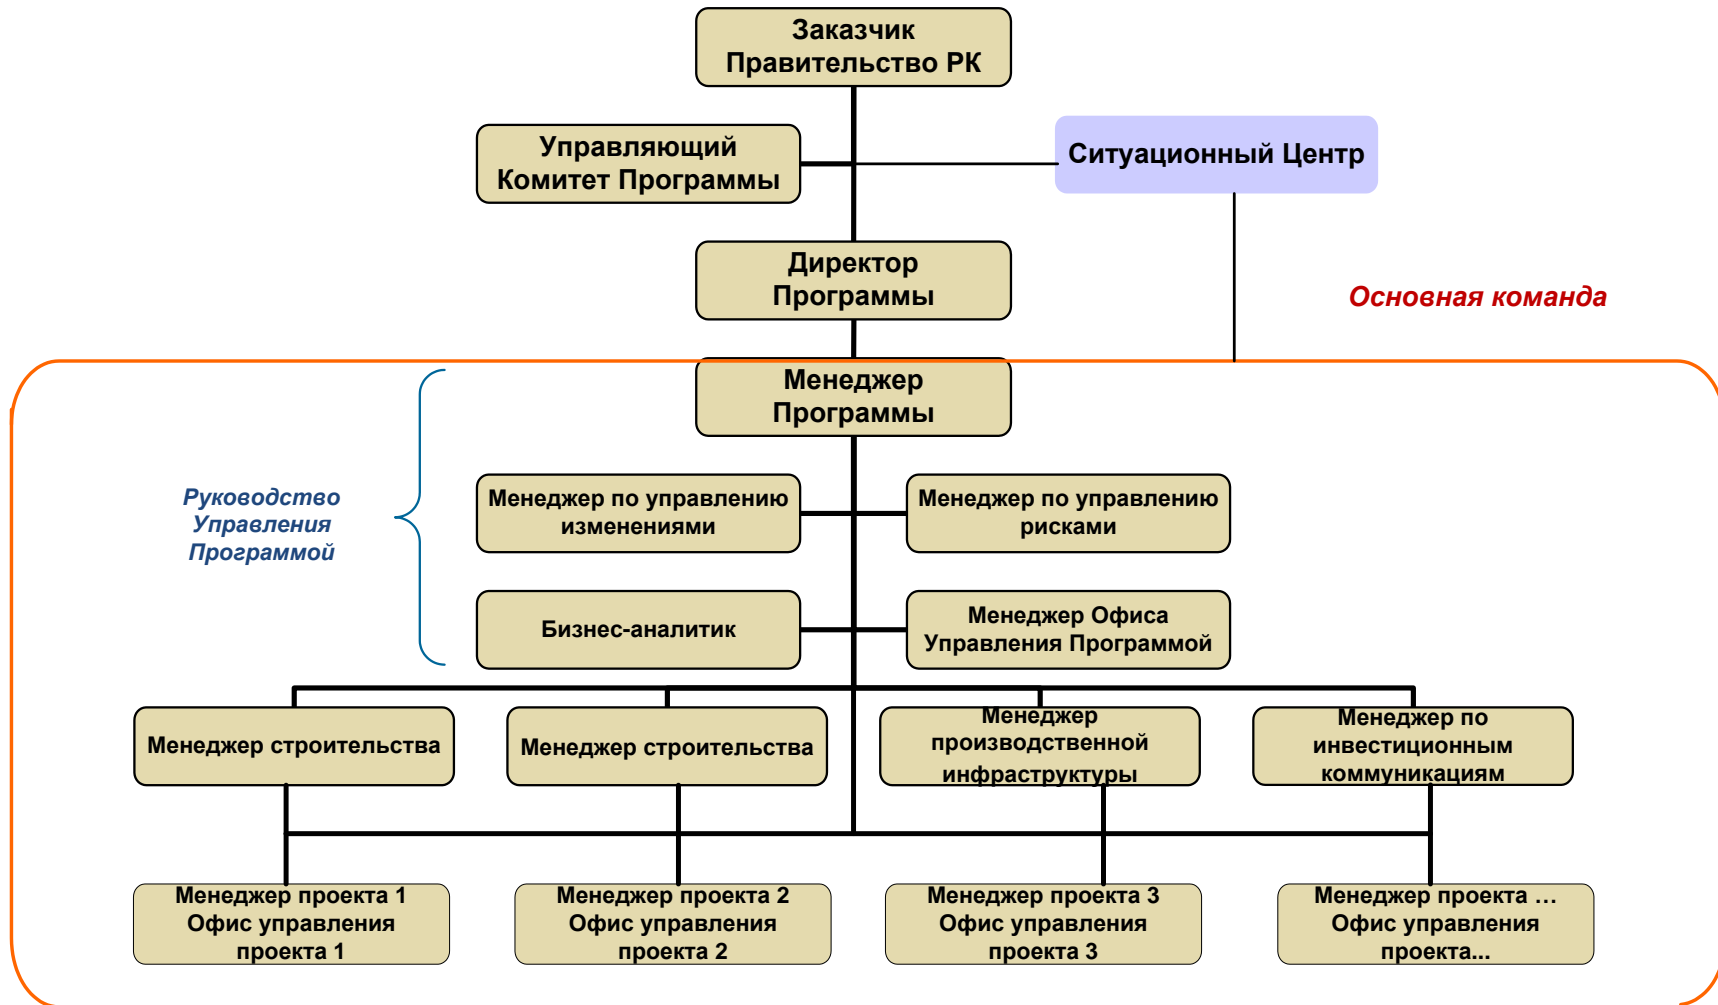 Заказчик
Правительство РК
Управляющий
Комитет Программы
Ситуационный Центр
Директор
Программы
Основная команда
Менеджер
Программы
Руководство
Управления
Программой
Менеджер по управлению
изменениями
Менеджер по управлению
рисками
Бизнес-аналитик
Менеджер Офиса
Управления Программой
Менеджер строительства
Менеджер строительства
Менеджер
производственной
инфраструктуры
Менеджер по
инвестиционным
коммуникациям
Менеджер проекта 1
Офис управления
проекта 1
Менеджер проекта 2
Офис управления
проекта 2
Менеджер проекта 3
Офис управления
проекта 3
Менеджер проекта …
Офис управления
проекта...